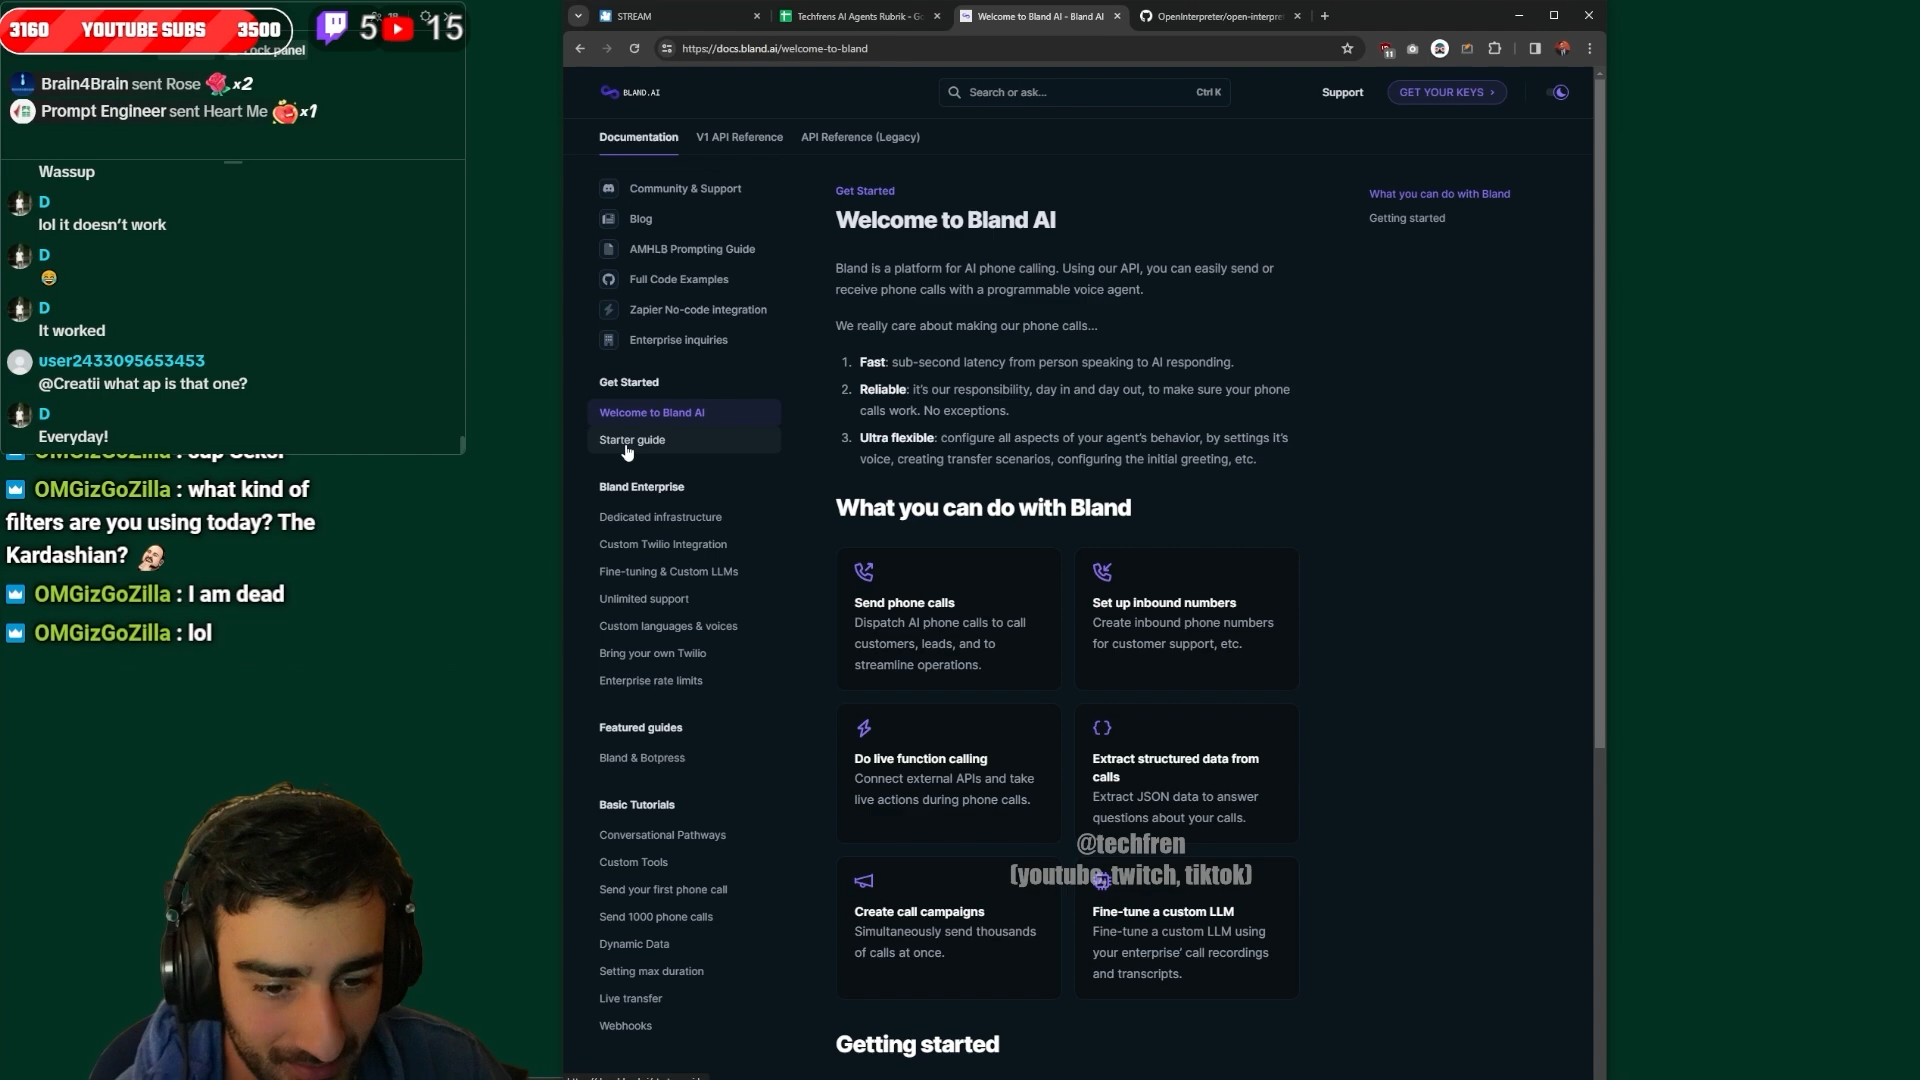 3160 YOUTUBE SUBS 3500
5 15
ock panel
Brain4Brain sent Rose x2
Prompt Engineer sent Heart Me x1
Wassup
D
lol it doesn't work
D
D
It worked
user2433095653453
@Creatii what ap is that one?
D
Everyday!
OMGizGoZilla : what kind of
filters are you using today? The
Kardashian?
OMGizGoZilla : I am dead
OMGizGoZilla : lol
STREAM
Techfrens AI Agents Rubrik - Go
Welcome to Bland AI - Bland AI
OpenInterpreter/open-interpre
https://docs.bland.ai/welcome-to-bland
11
BLAND.AI
Search or ask...
Ctrl K
Support
GET YOUR KEYS
Documentation
V1 API Reference
API Reference (Legacy)
Community & Support
Blog
AMHLB Prompting Guide
Full Code Examples
Zapier No-code integration
Enterprise inquiries
Get Started
Welcome to Bland AI
Starter guide
Bland Enterprise
Dedicated infrastructure
Custom Twilio Integration
Fine-tuning & Custom LLMs
Unlimited support
Custom languages & voices
Bring your own Twilio
Enterprise rate limits
Featured guides
Bland & Botpress
Basic Tutorials
Conversational Pathways
Custom Tools
Send your first phone call
Send 1000 phone calls
Dynamic Data
Setting max duration
Live transfer
Webhooks
Get Started
Welcome to Bland AI
Bland is a platform for AI phone calling. Using our API, you can easily send or
receive phone calls with a programmable voice agent.
We really care about making our phone calls...
1. Fast: sub-second latency from person speaking to AI responding.
2. Reliable: it's our responsibility, day in and day out, to make sure your phone
calls work. No exceptions.
3. Ultra flexible: configure all aspects of your agent's behavior, by settings it's
voice, creating transfer scenarios, configuring the initial greeting, etc.
What you can do with Bland
Send phone calls
Dispatch AI phone calls to call
customers, leads, and to
streamline operations.
Set up inbound numbers
Create inbound phone numbers
for customer support, etc.
Do live function calling
Connect external APIs and take
live actions during phone calls.
Extract structured data from
calls
Extract JSON data to answer
questions about your calls.
@techfren
(youtube, twitch, tiktok)
Create call campaigns
Simultaneously send thousands
of calls at once.
Fine-tune a custom LLM
Fine-tune a custom LLM using
your enterprise' call recordings
and transcripts.
Getting started
What you can do with Bland
Getting started